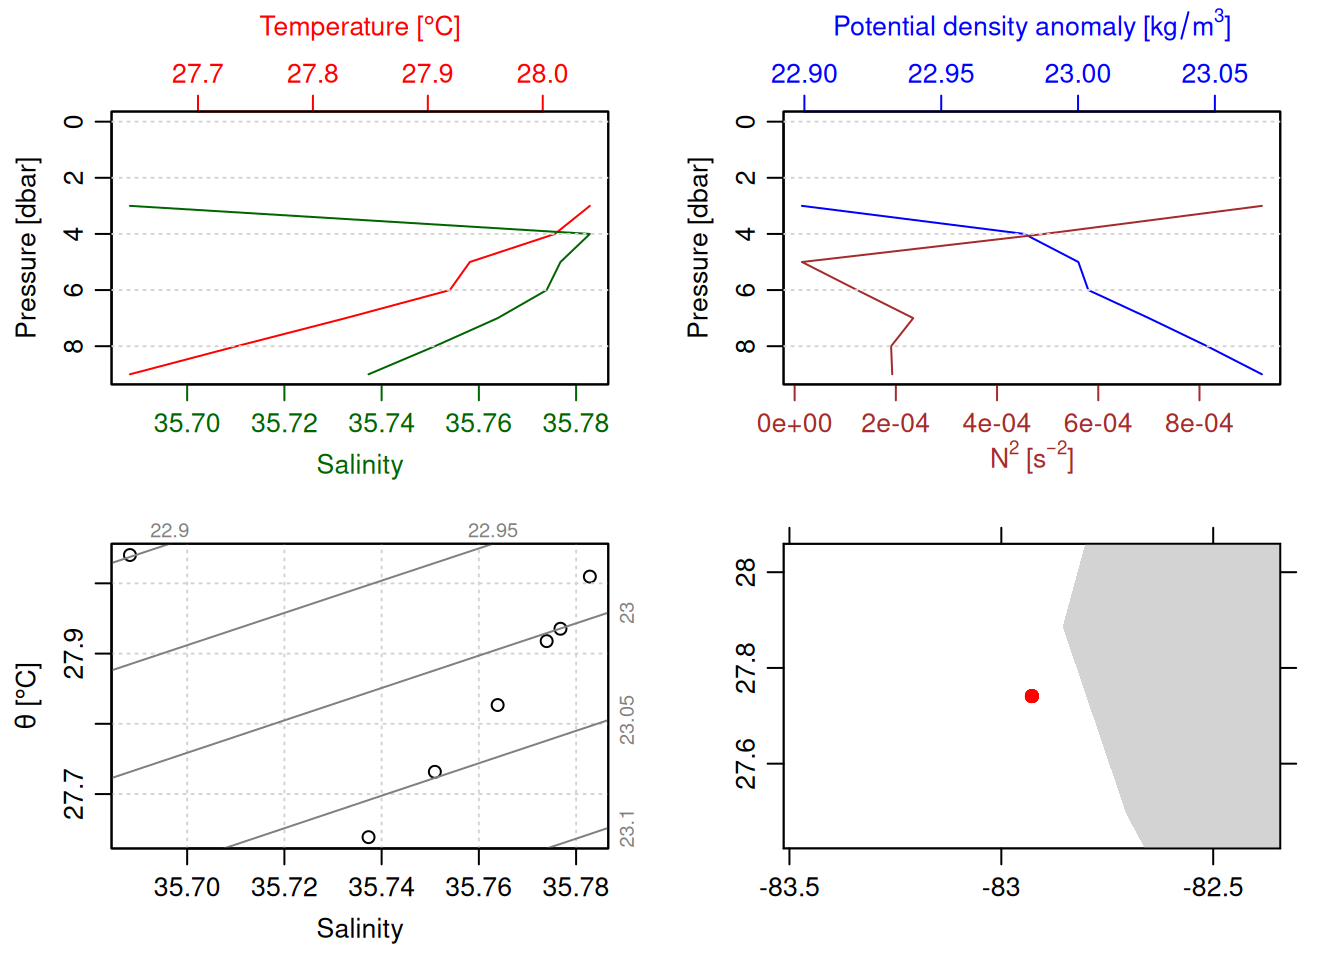 Temperature [°C]
27.7 27.8 27.9 28.0
0 2 4 6 8
Pressure [dbar]
35.70 35.72 35.74 35.76 35.78
Salinity
Potential density anomaly [kg/m³]
22.90 22.95 23.00 23.05
0 2 4 6 8
Pressure [dbar]
0e+00 2e-04 4e-04 6e-04 8e-04
N² [s⁻²]
22.9 22.95
23
23.05
23.1
27.9
27.7
θ [°C]
35.70 35.72 35.74 35.76 35.78
Salinity
28
27.8
27.6
-83.5 -83 -82.5